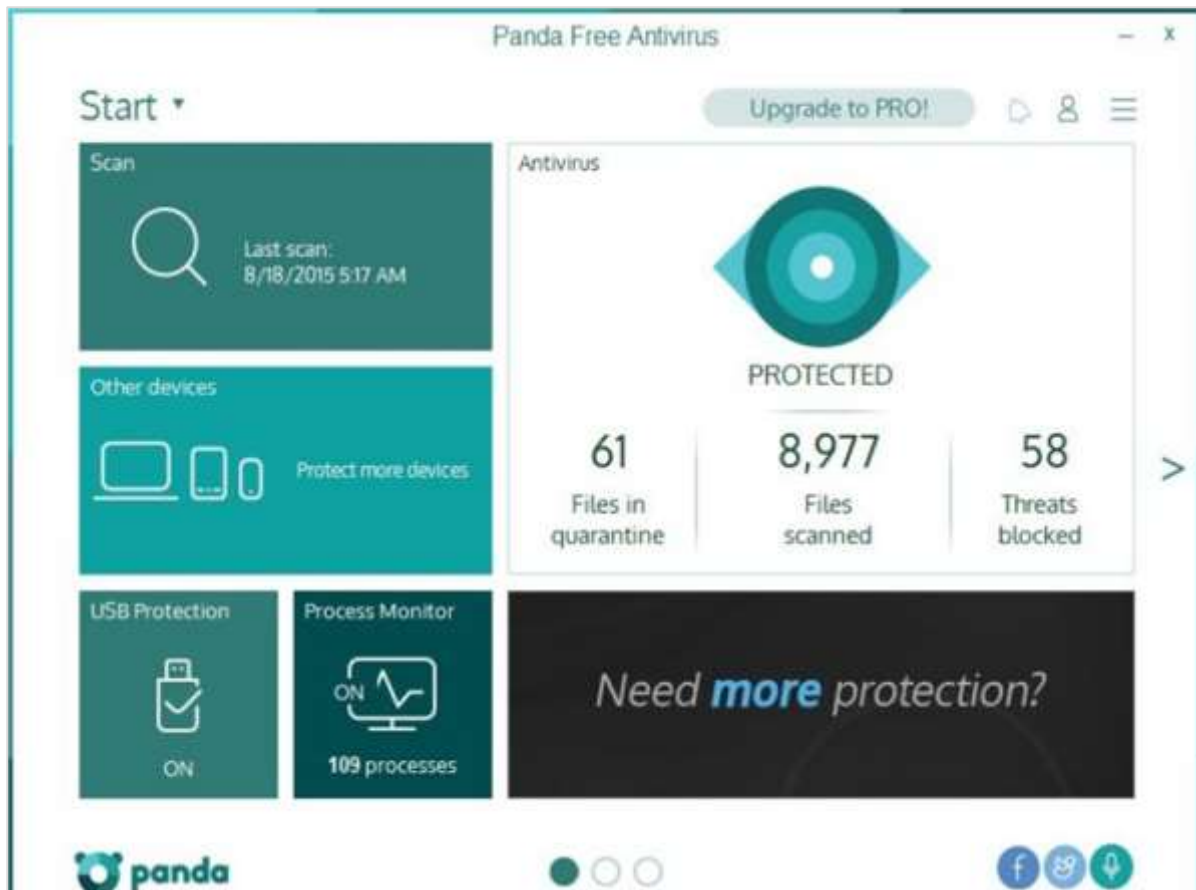 Panda Free Antivirus
Start
Upgrade to PRO!
Scan
Last scan:
8/18/2015 5:17 AM
Antivirus
PROTECTED
61
Files in
quarantine
8,977
Files
scanned
58
Threats
blocked
Other devices
Protect more devices
USB Protection
ON
Process Monitor
ON
109 processes
Need more protection?
panda